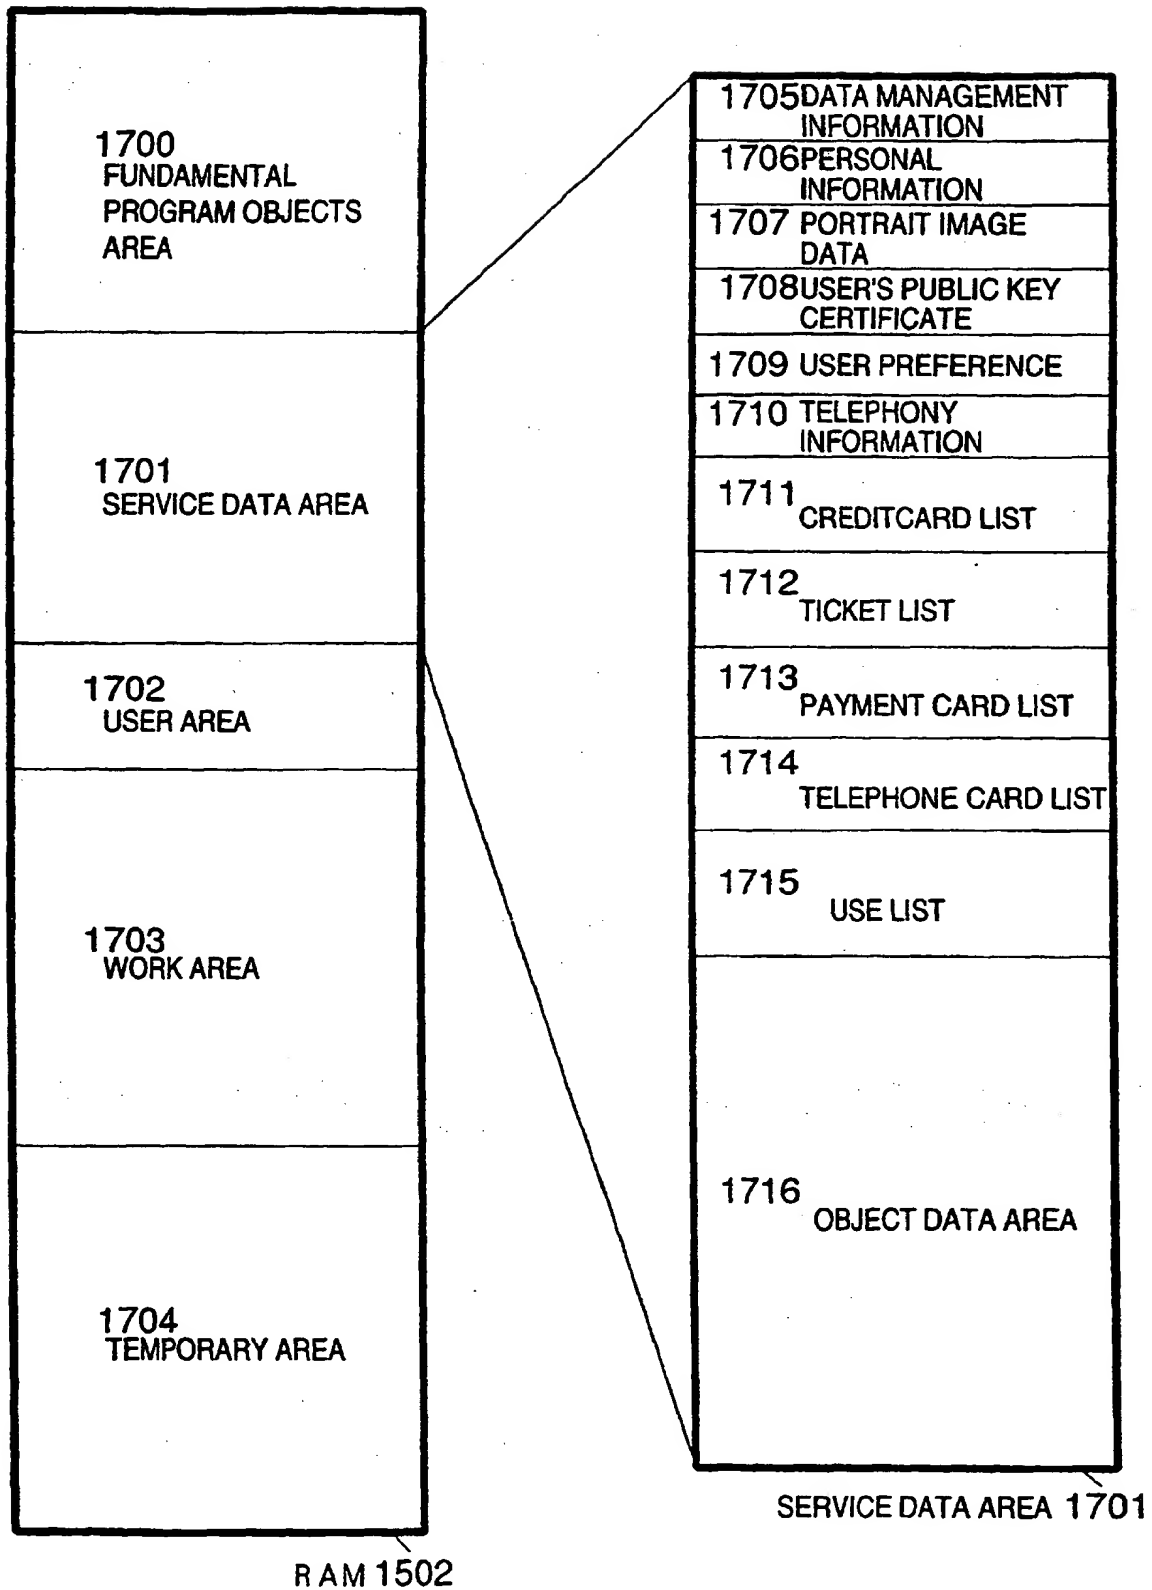 1700
FUNDAMENTAL
PROGRAM OBJECTS
AREA
1701
SERVICE DATA AREA
1702
USER AREA
1703
WORK AREA
1704
TEMPORARY AREA
RAM 1502
1705 DATA MANAGEMENT
INFORMATION
1706 PERSONAL
INFORMATION
1707 PORTRAIT IMAGE
DATA
1708 USER'S PUBLIC KEY
CERTIFICATE
1709 USER PREFERENCE
1710 TELEPHONY
INFORMATION
1711
CREDITCARD LIST
1712
TICKET LIST
1713
PAYMENT CARD LIST
1714
TELEPHONE CARD LIST
1715
USE LIST
1716
OBJECT DATA AREA
SERVICE DATA AREA 1701